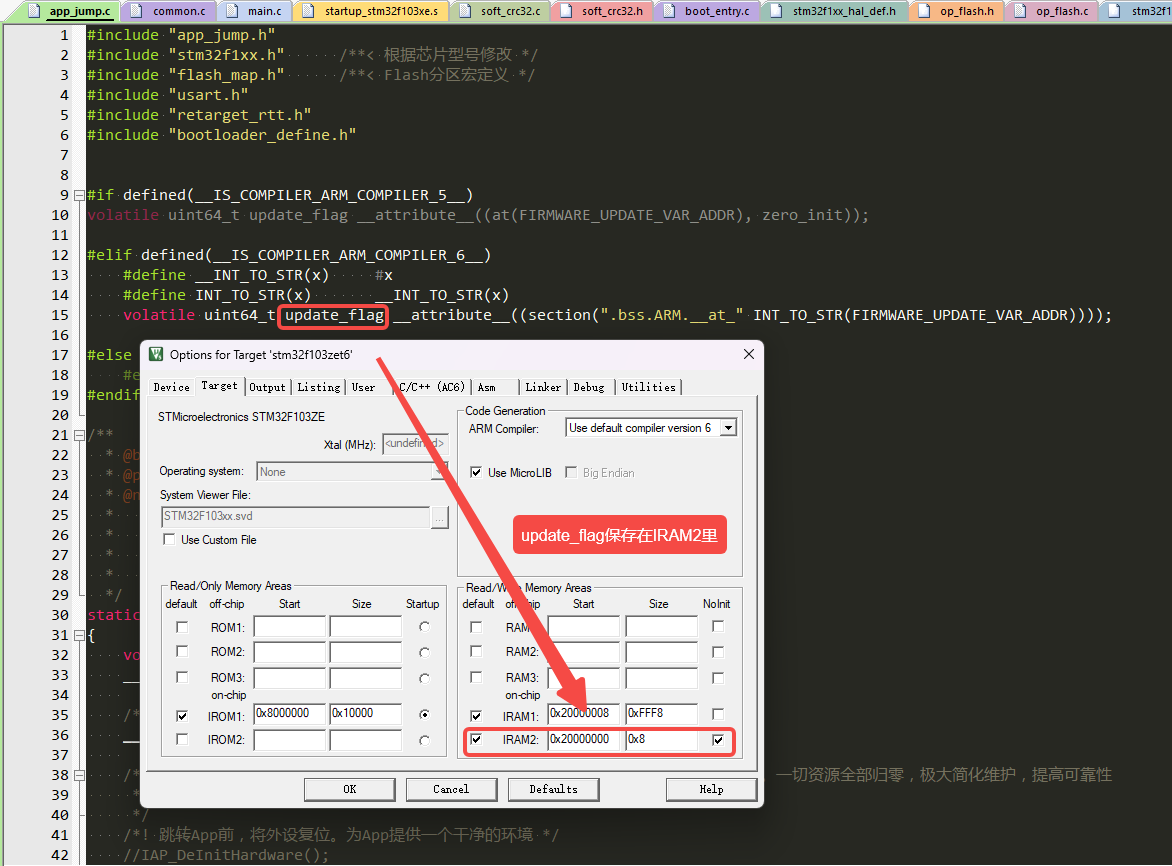 app_jump.c common.c main.c startup_stm32f103xe.s soft_crc32.c soft_crc32.h boot_entry.c stm32f1xx_hal_def.h op_flash.h op_flash.c stm32f1
1 #include "app_jump.h"
2 #include "stm32f1xx.h" /**< 根据芯片型号修改 */
3 #include "flash_map.h" /**< Flash分区宏定义 */
4 #include "usart.h"
5 #include "retarget_rtt.h"
6 #include "bootloader_define.h"
7
8
9 #if defined(__IS_COMPILER_ARM_COMPILER_5__)
10 volatile uint64_t update_flag __attribute__((at(FIRMWARE_UPDATE_VAR_ADDR), zero_init));
11
12 #elif defined(__IS_COMPILER_ARM_COMPILER_6__)
13 #define __INT_TO_STR(x) #x
14 #define INT_TO_STR(x) __INT_TO_STR(x)
15 volatile uint64_t update_flag __attribute__((section(".bss.ARM.__at_" INT_TO_STR(FIRMWARE_UPDATE_VAR_ADDR))));
16
17 #else
18 #e
19 #endif
20
21 /**
22 * @b
23 * @p
24 * @n
25 *
26 *
27 *
28 *
29 */
30 static
31 {
32 vo
33 __
34
35 /*
36 __
37
38 /* 一切资源全部归零，极大简化维护，提高可靠性
39 *
40 */
41 /*! 跳转App前，将外设复位。为App提供一个干净的环境 */
42 //IAP_DeInitHardware();
Options for Target 'stm32f103zet6'
Device Target Output Listing User C/C++ (AC6) Asm Linker Debug Utilities
STMicroelectronics STM32F103ZE
Xtal (MHz): <undefined>
Operating system: None
System Viewer File:
STM32F103xx.svd ...
Use Custom File
Code Generation
ARM Compiler: Use default compiler version 6
Use MicroLIB Big Endian
update_flag保存在IRAM2里
Read/Only Memory Areas
default off-chip Start Size Startup
ROM1:
ROM2:
ROM3:
on-chip
IROM1: 0x8000000 0x10000
IROM2:
Read/Write Memory Areas
default off-chip Start Size NoInit
RAM1:
RAM2:
RAM3:
on-chip
IRAM1: 0x20000008 0xFFF8
IRAM2: 0x20000000 0x8
OK Cancel Defaults Help